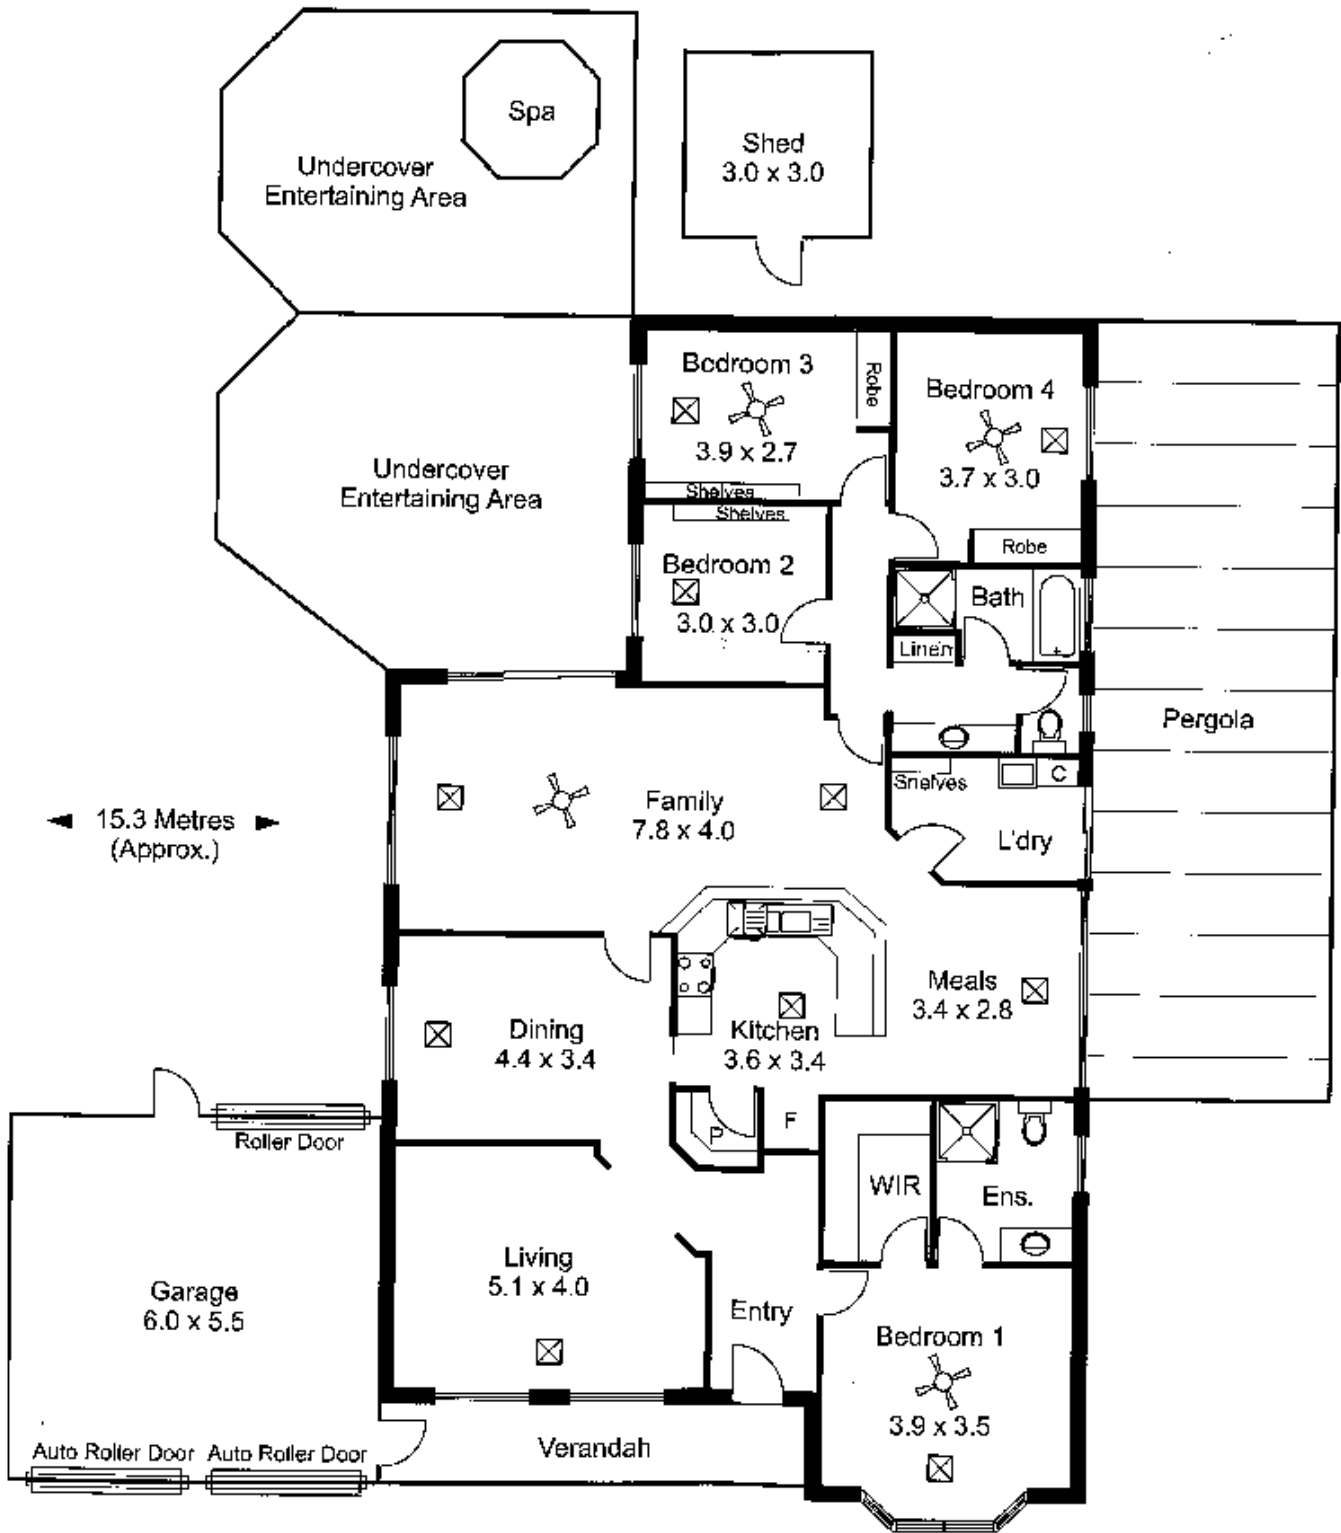 Spa
Undercover
Entertaining Area
Shed
3.0 x 3.0
Bedroom 3
3.9 x 2.7
Robe
Bedroom 4
3.7 x 3.0
Robe
Undercover
Entertaining Area
Shelves
Shelves
Bedroom 2
3.0 x 3.0
Bath
Linen
Pergola
Shelves
C
L'dry
15.3 Metres
(Approx.)
Family
7.8 x 4.0
Meals
3.4 x 2.8
Dining
4.4 x 3.4
Kitchen
3.6 x 3.4
P
F
Roller Door
WIR
Ens.
Living
5.1 x 4.0
Garage
6.0 x 5.5
Entry
Bedroom 1
3.9 x 3.5
Auto Roller Door
Auto Roller Door
Verandah